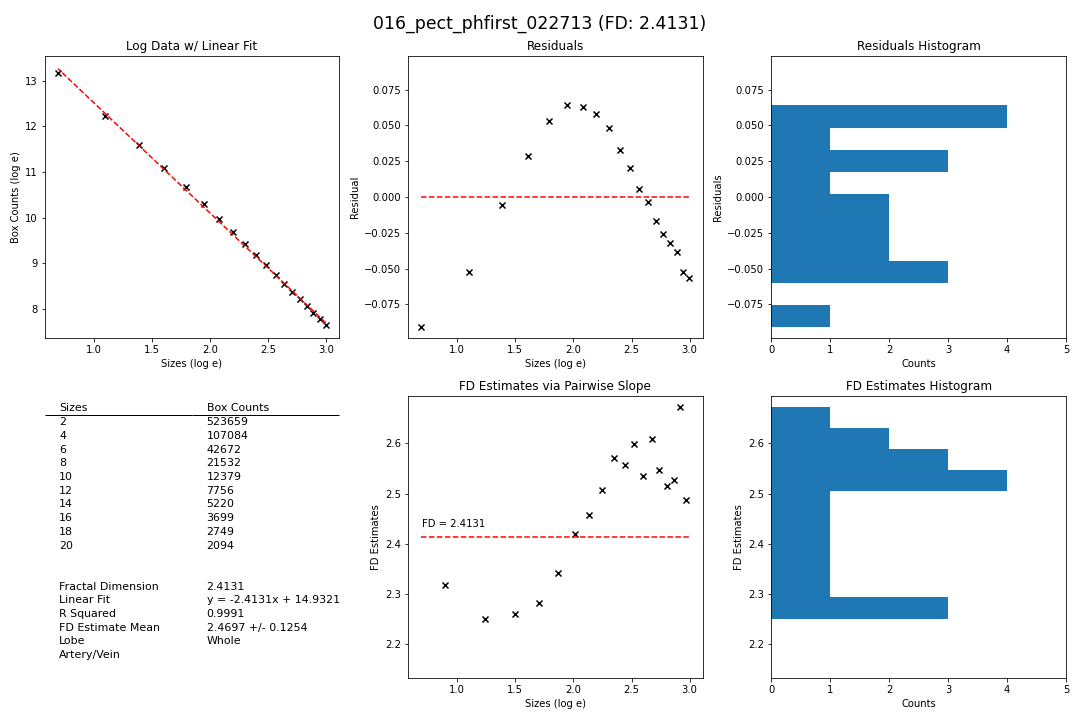 016_pect_phfirst_022713 (FD: 2.4131)
Log Data w/ Linear Fit
Box Counts (log e)
13
12
11
10
9
8
1.0 1.5 2.0 2.5 3.0
Sizes (log e)
Residuals
Residual
0.075
0.050
0.025
0.000
−0.025
−0.050
−0.075
1.0 1.5 2.0 2.5 3.0
Sizes (log e)
Residuals Histogram
Residuals
0.075
0.050
0.025
0.000
−0.025
−0.050
−0.075
0 1 2 3 4 5
Counts
Sizes Box Counts
2 523659
4 107084
6 42672
8 21532
10 12379
12 7756
14 5220
16 3699
18 2749
20 2094
Fractal Dimension 2.4131
Linear Fit y = -2.4131x + 14.9321
R Squared 0.9991
FD Estimate Mean 2.4697 +/- 0.1254
Lobe Whole
Artery/Vein
FD Estimates via Pairwise Slope
FD Estimates
2.6
2.5
2.4
2.3
2.2
FD = 2.4131
1.0 1.5 2.0 2.5 3.0
Sizes (log e)
FD Estimates Histogram
FD Estimates
2.6
2.5
2.4
2.3
2.2
0 1 2 3 4 5
Counts